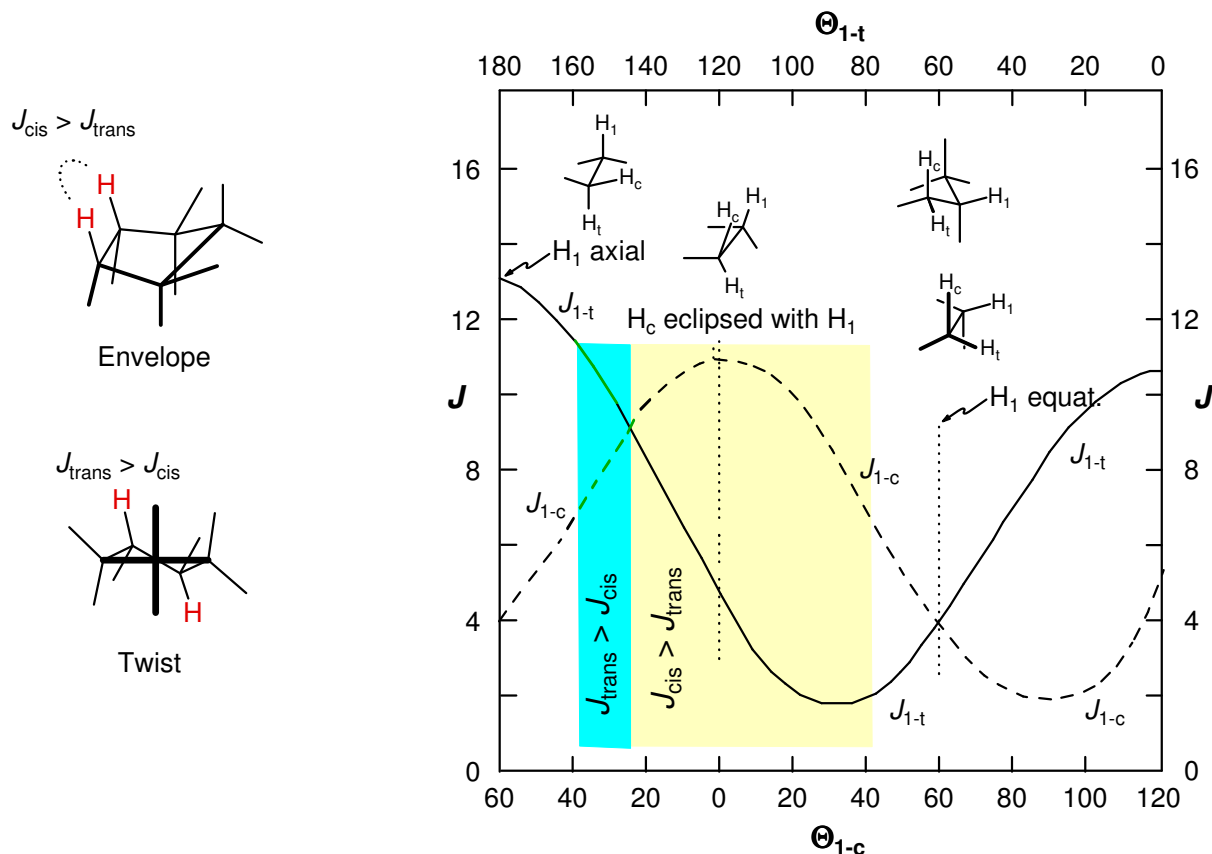 Θ1-t
180 160 140 120 100 80 60 40 20 0
Jcis > Jtrans
H
H
Envelope
Jtrans > Jcis
H
H
Twist
J
16
12
8
4
0
J
16
12
8
4
0
H1
Hc
Ht
Hc
H1
Ht
Hc
H1
Ht
Hc
H1
Ht
H1 axial
J1-t
Hc eclipsed with H1
H1 equat.
J1-c
J1-c
J1-t
J1-t
J1-c
Jtrans > Jcis
Jcis > Jtrans
60 40 20 0 20 40 60 80 100 120
Θ1-c